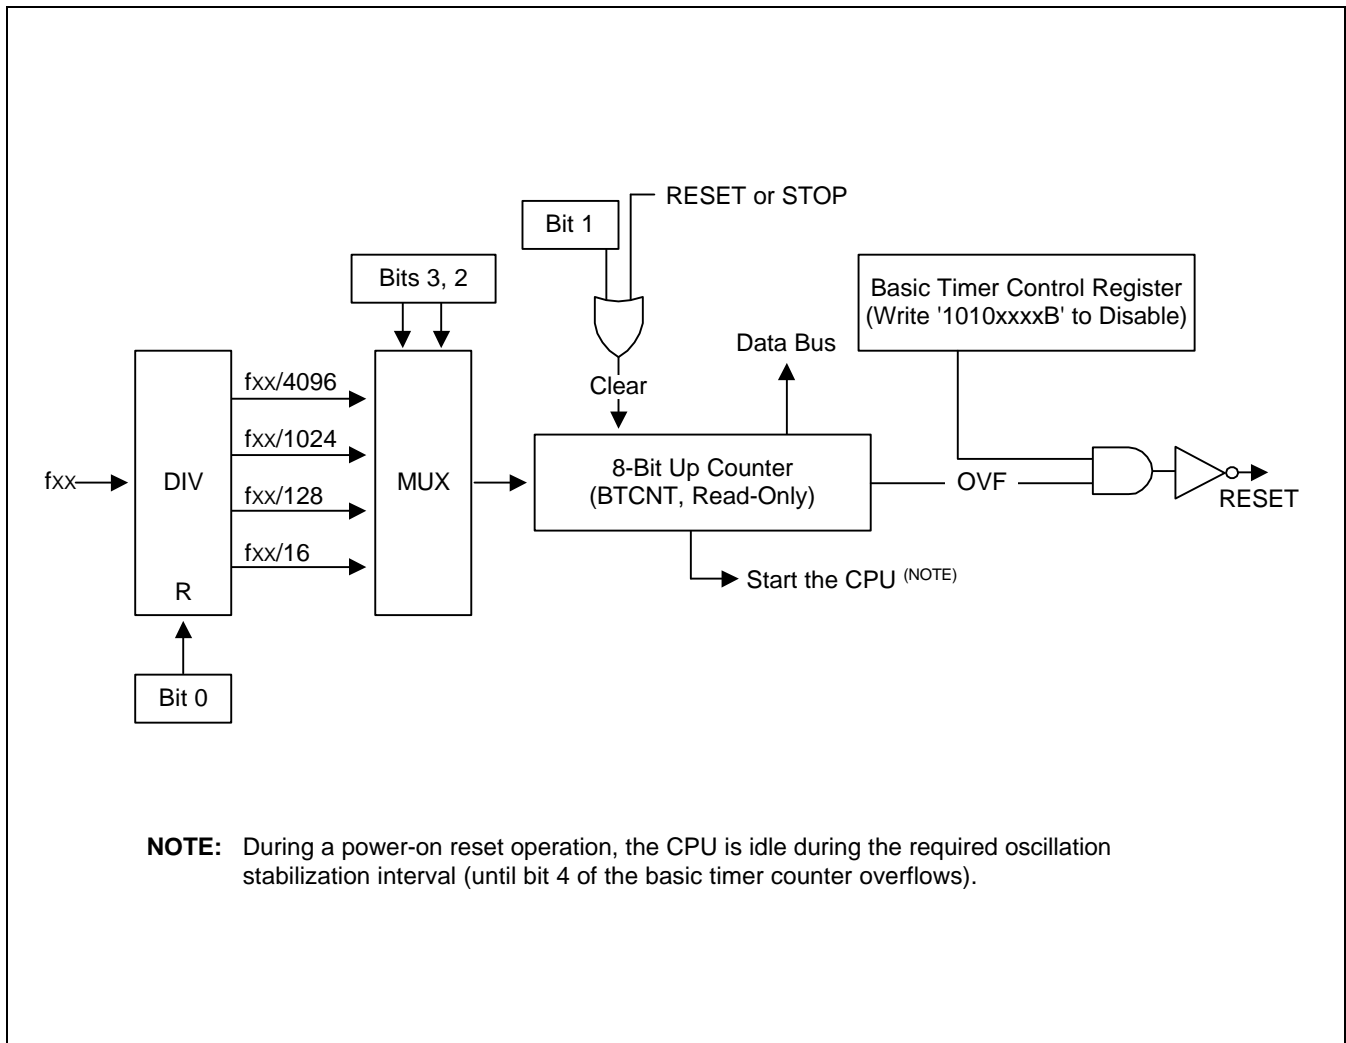 RESET or STOP
Bit 1
Bits 3, 2
Basic Timer Control Register
(Write '1010xxxxB' to Disable)
Data Bus
Clear
fxx/4096
fxx/1024
fxx/128
fxx/16
fxx
DIV
R
MUX
8-Bit Up Counter
(BTCNT, Read-Only)
OVF
RESET
Start the CPU (NOTE)
Bit 0
NOTE: During a power-on reset operation, the CPU is idle during the required oscillation
stabilization interval (until bit 4 of the basic timer counter overflows).